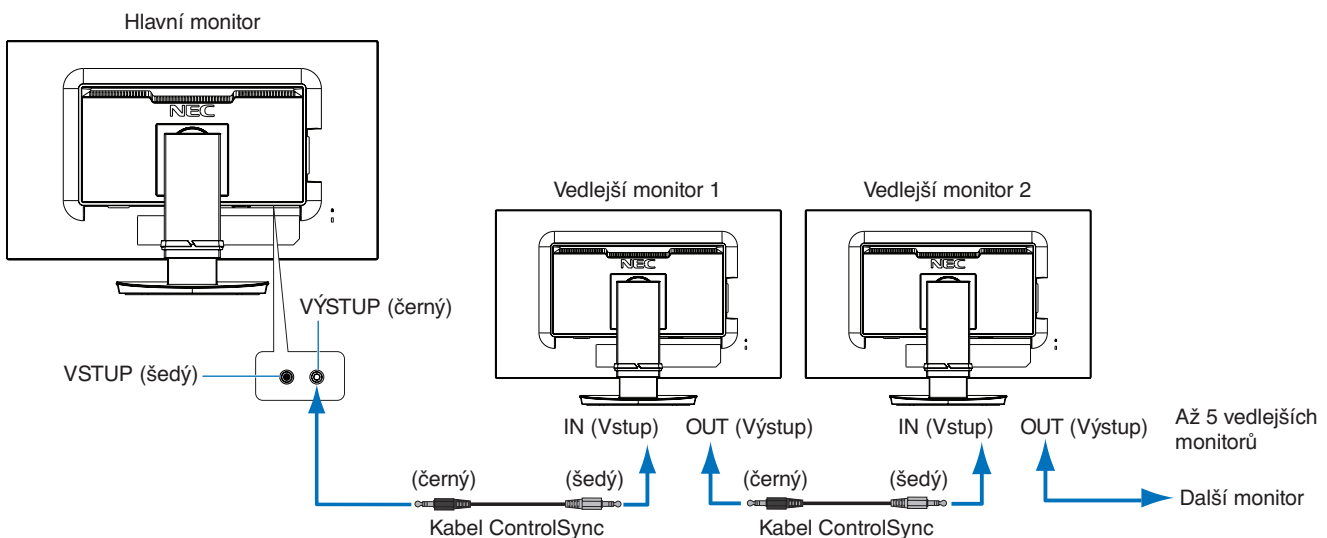 Hlavní monitor
NEC
Vedlejší monitor 1
Vedlejší monitor 2
NEC
NEC
VÝSTUP (černý)
VSTUP (šedý)
IN (Vstup)
OUT (Výstup)
IN (Vstup)
OUT (Výstup)
Až 5 vedlejších
monitorů
(černý)
(šedý)
(černý)
(šedý)
Další monitor
Kabel ControlSync
Kabel ControlSync